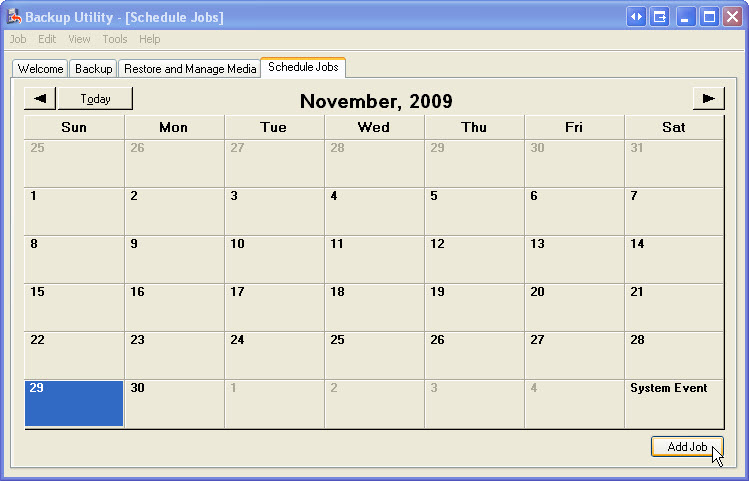 Backup Utility - [Schedule Jobs]
Job Edit View Tools Help
Welcome Backup Restore and Manage Media Schedule Jobs
Today November, 2009
Sun Mon Tue Wed Thu Fri Sat
25 26 27 28 29 30 31
1 2 3 4 5 6 7
8 9 10 11 12 13 14
15 16 17 18 19 20 21
22 23 24 25 26 27 28
29 30 1 2 3 4 System Event
Add Job